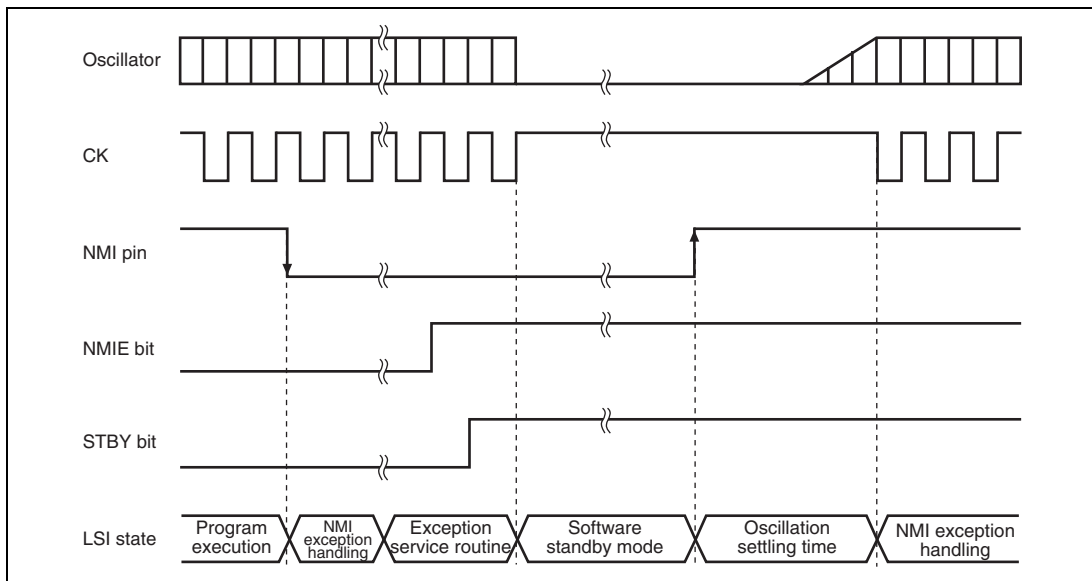 Oscillator
CK
NMI pin
NMIE bit
STBY bit
LSI state
Program
execution
NMI
exception
handling
Exception
service routine
Software
standby mode
Oscillation
settling time
NMI exception
handling